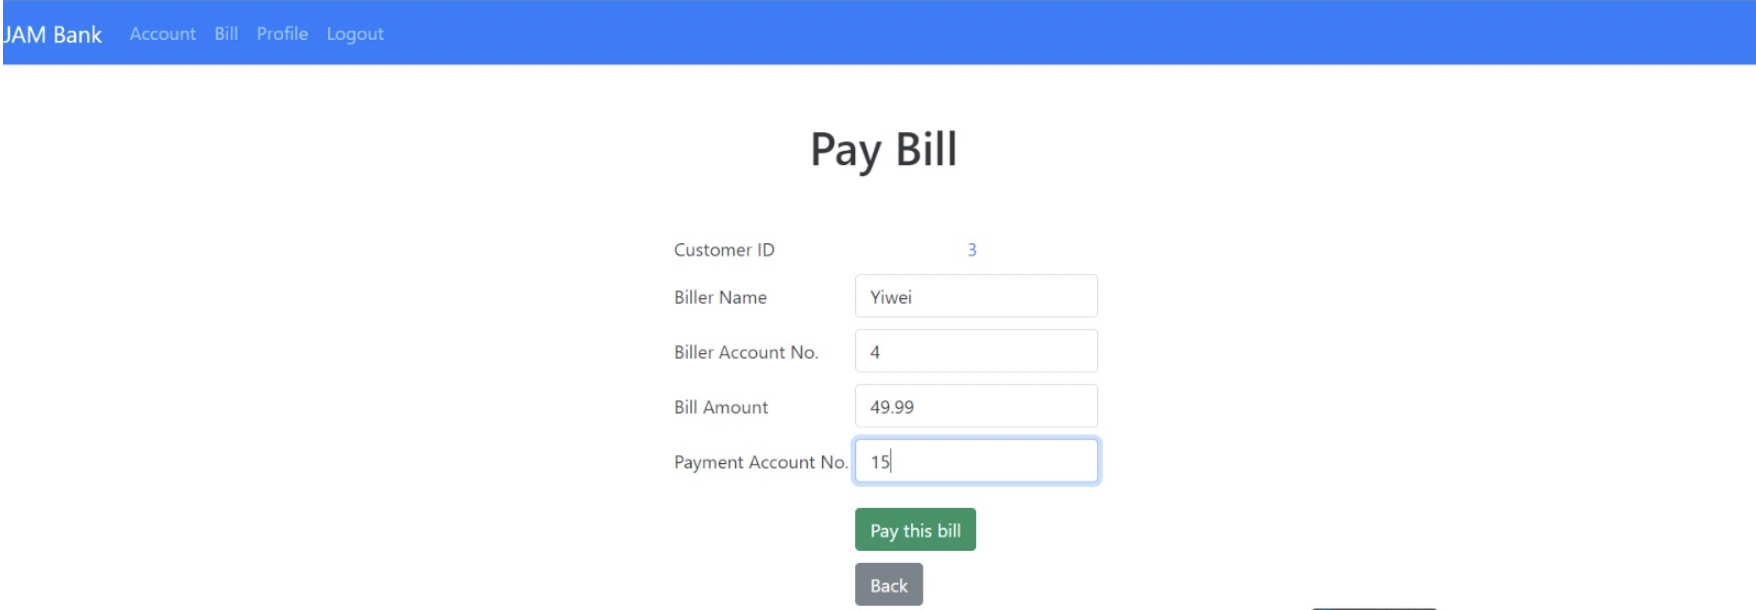 JAM Bank Account Bill Profile Logout
Pay Bill
Customer ID 3
Biller Name Yiwei
Biller Account No. 4
Bill Amount 49.99
Payment Account No. 15
Pay this bill
Back